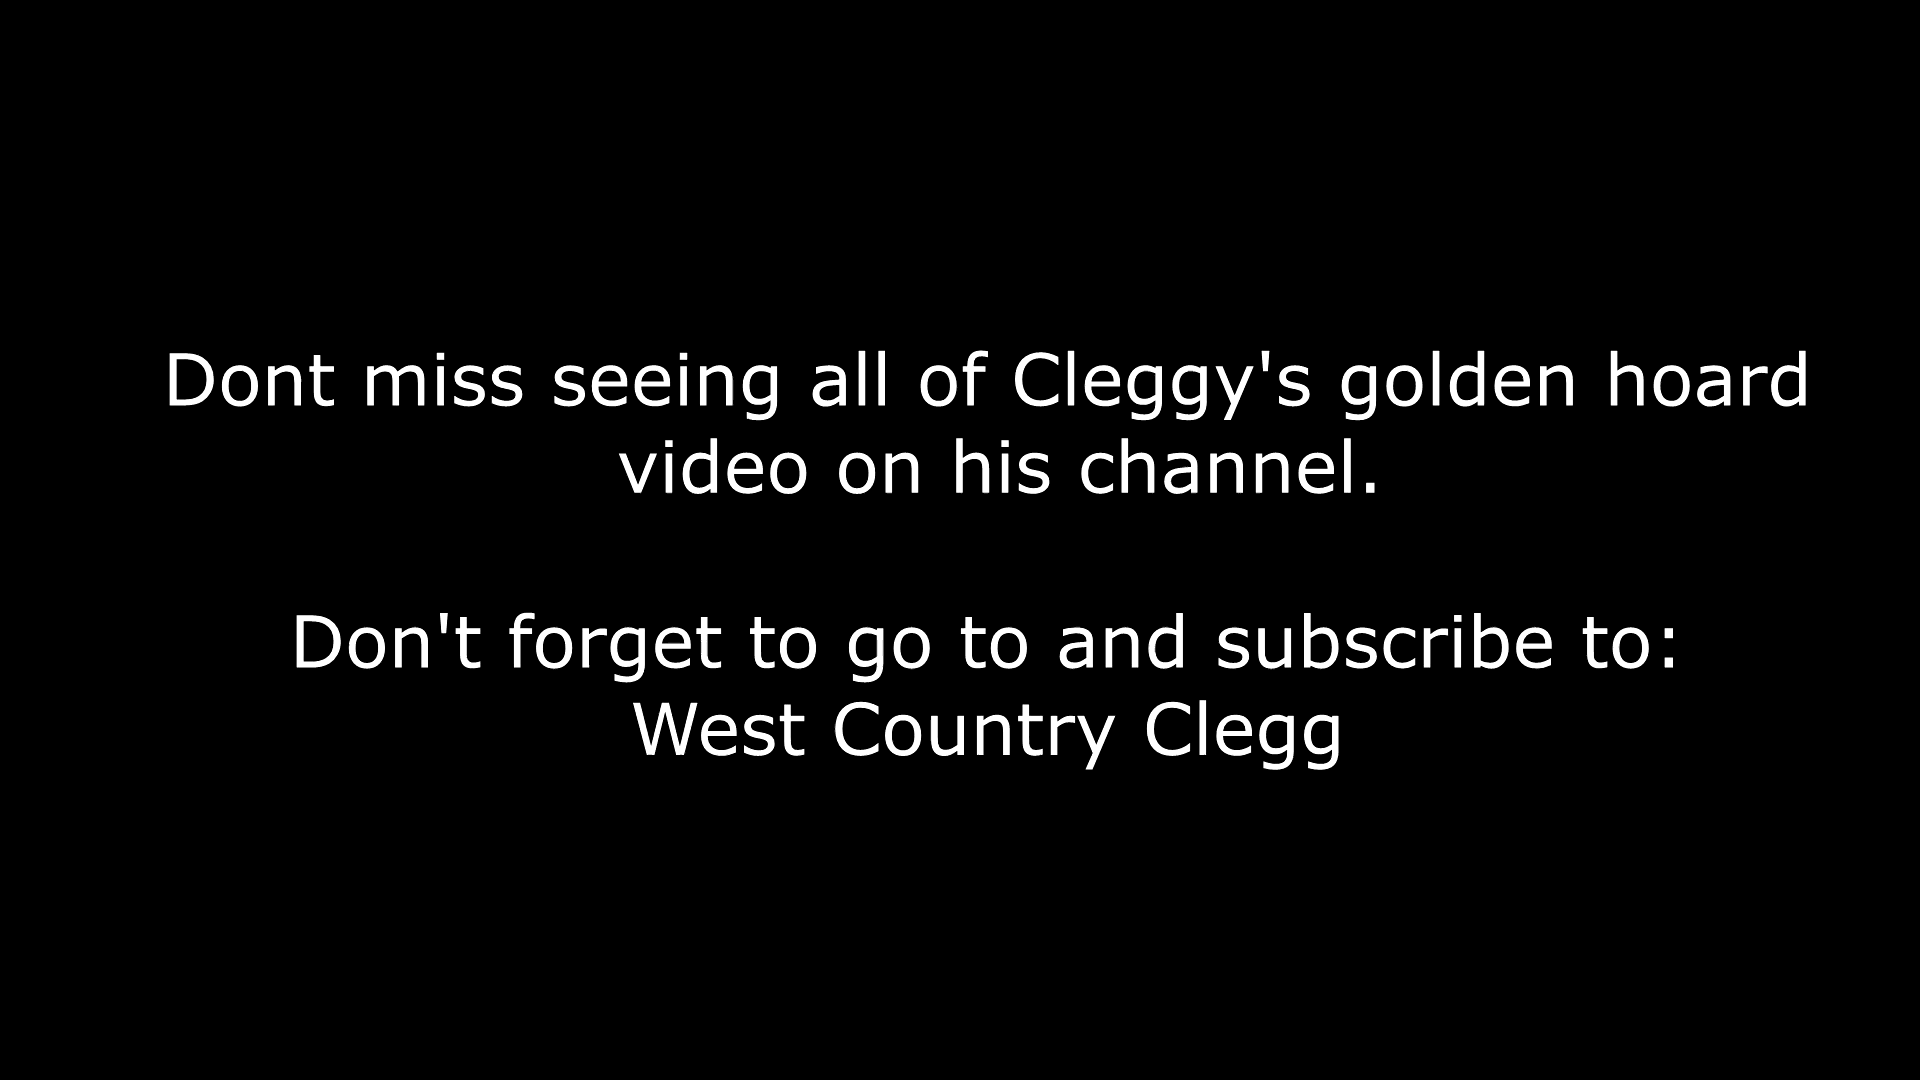 Dont miss seeing all of Cleggy's golden hoard
video on his channel.
Don't forget to go to and subscribe to:
West Country Clegg